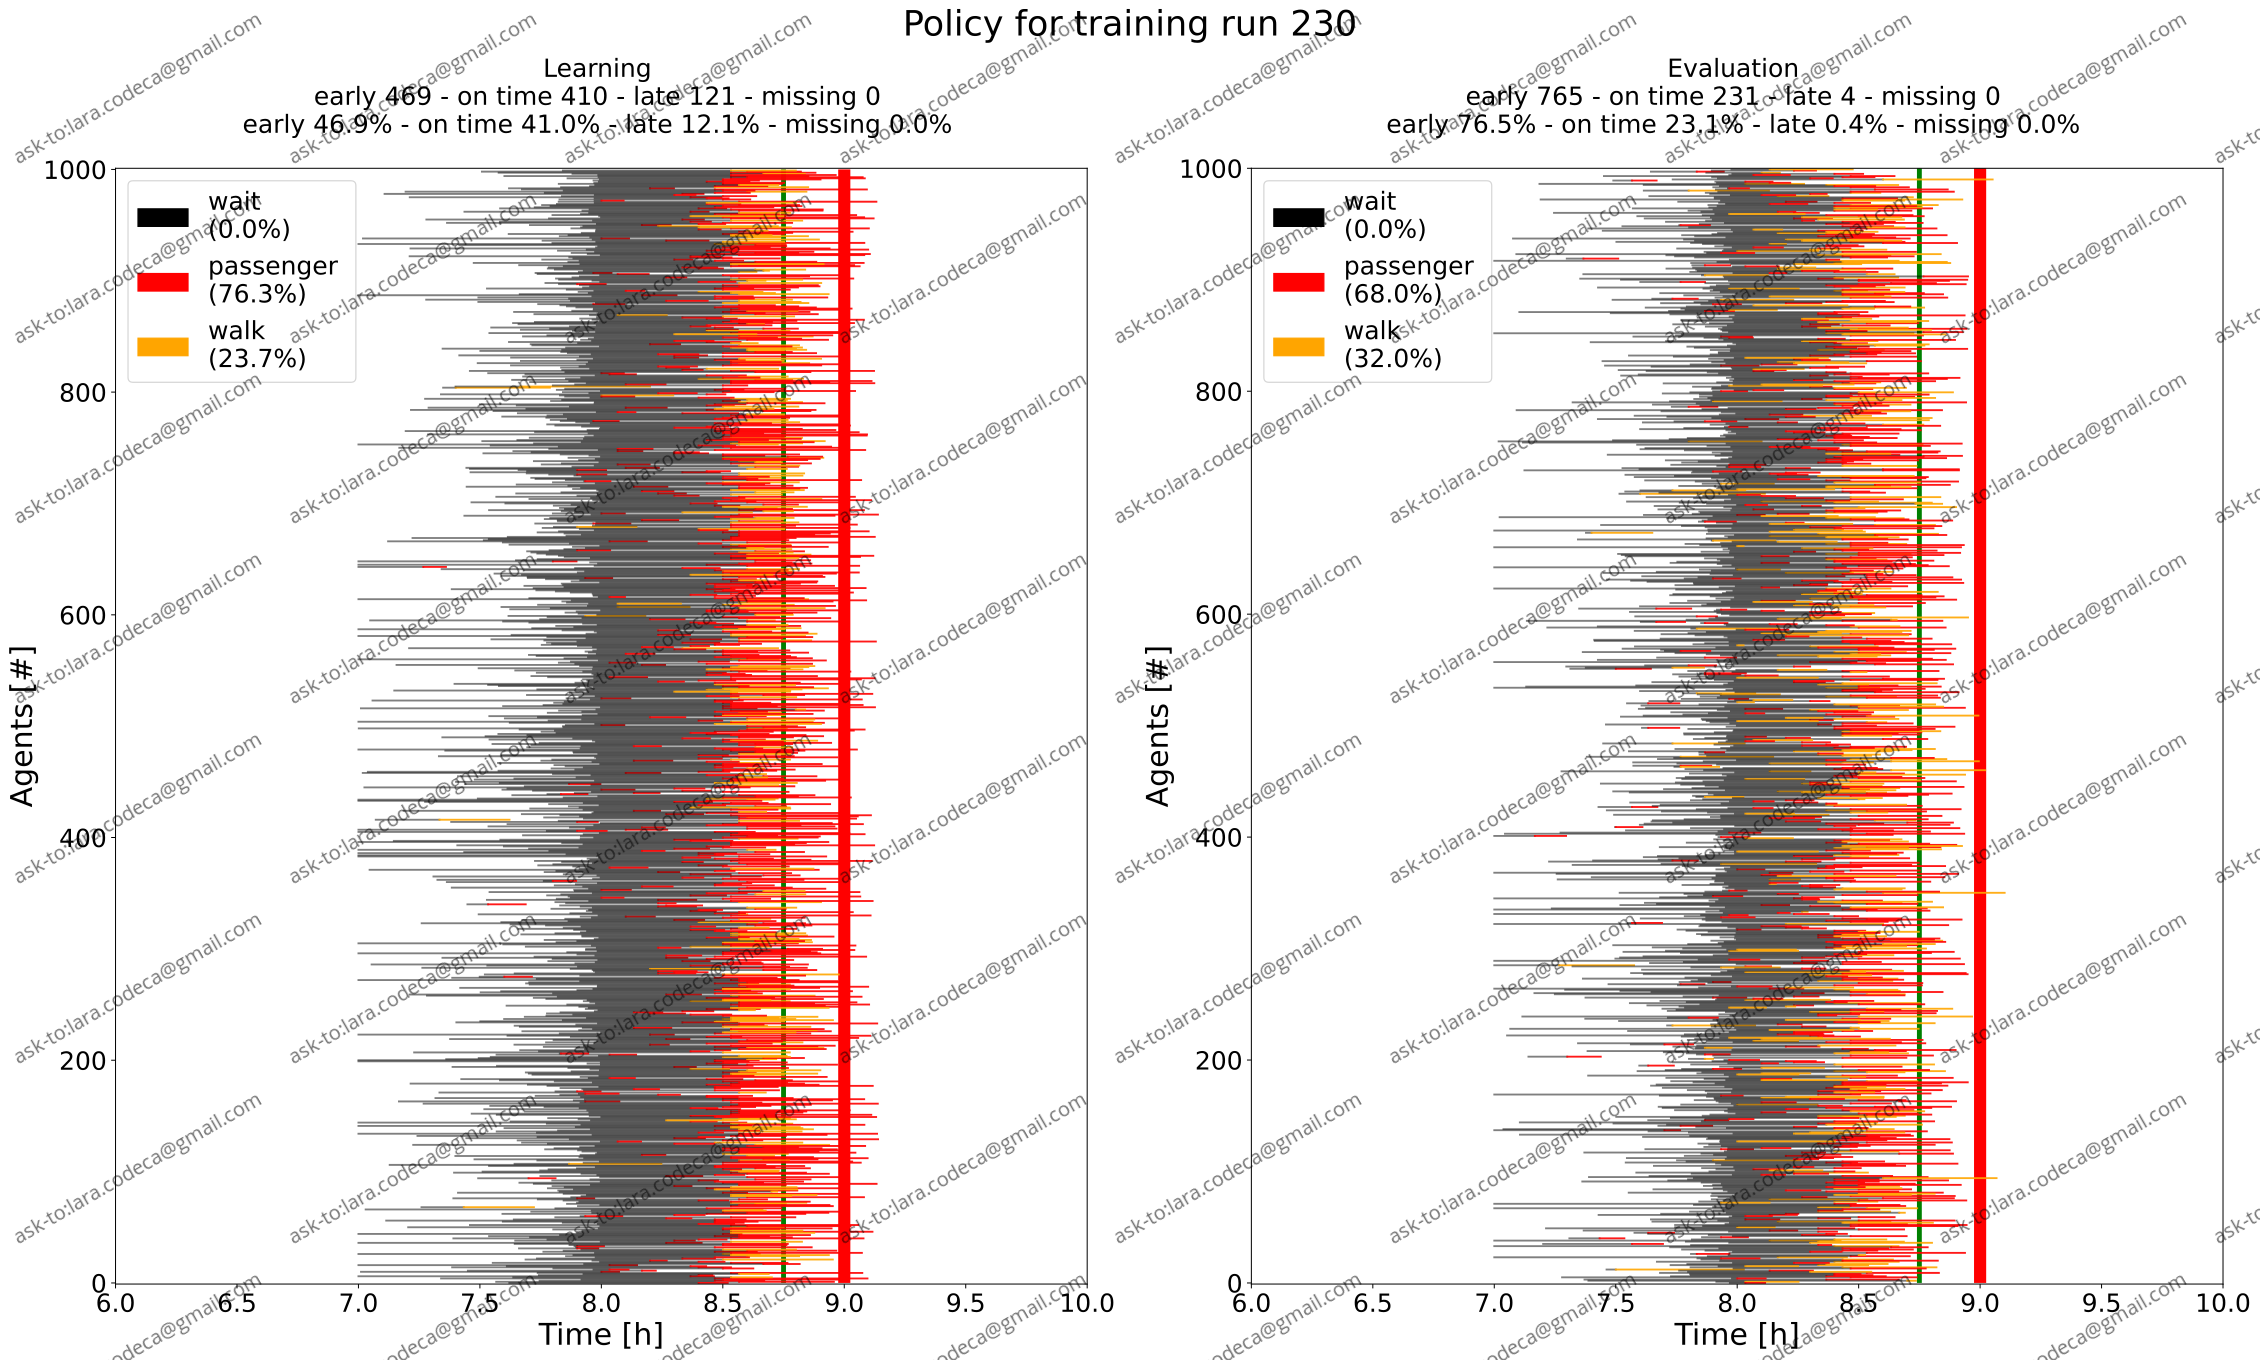 Policy for training run 230
Learning
early 469 - on time 410 - late 121 - missing 0
early 46.9% - on time 41.0% - late 12.1% - missing 0.0%
Evaluation
early 765 - on time 231 - late 4 - missing 0
early 76.5% - on time 23.1% - late 0.4% - missing 0.0%
wait
(0.0%)
passenger
(76.3%)
walk
(23.7%)
wait
(0.0%)
passenger
(68.0%)
walk
(32.0%)
Agents [#]
1000
800
600
400
200
0
6.0 6.5 7.0 7.5 8.0 8.5 9.0 9.5 10.0
Time [h]
Agents [#]
1000
800
600
400
200
0
6.0 6.5 7.0 7.5 8.0 8.5 9.0 9.5 10.0
Time [h]
ask-to:lara.codeca@gmail.com